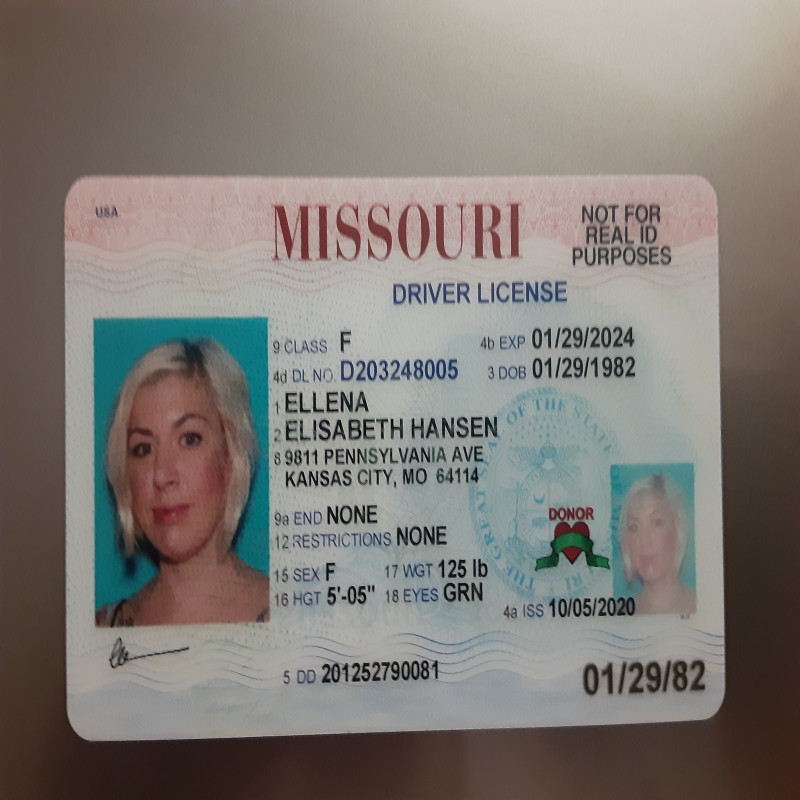 USA
MISSOURI
NOT FOR
REAL ID
PURPOSES
DRIVER LICENSE
9 CLASS F
4b EXP 01/29/2024
4d DL NO. D203248005
3 DOB 01/29/1982
1 ELLENA
2 ELISABETH HANSEN
8 9811 PENNSYLVANIA AVE
KANSAS CITY, MO 64114
OF THE STATE
9a END NONE
12 RESTRICTIONS NONE
DONOR
15 SEX F 17 WGT 125 lb
16 HGT 5'-05" 18 EYES GRN
4a ISS 10/05/2020
5 DD 201252790081
01/29/82